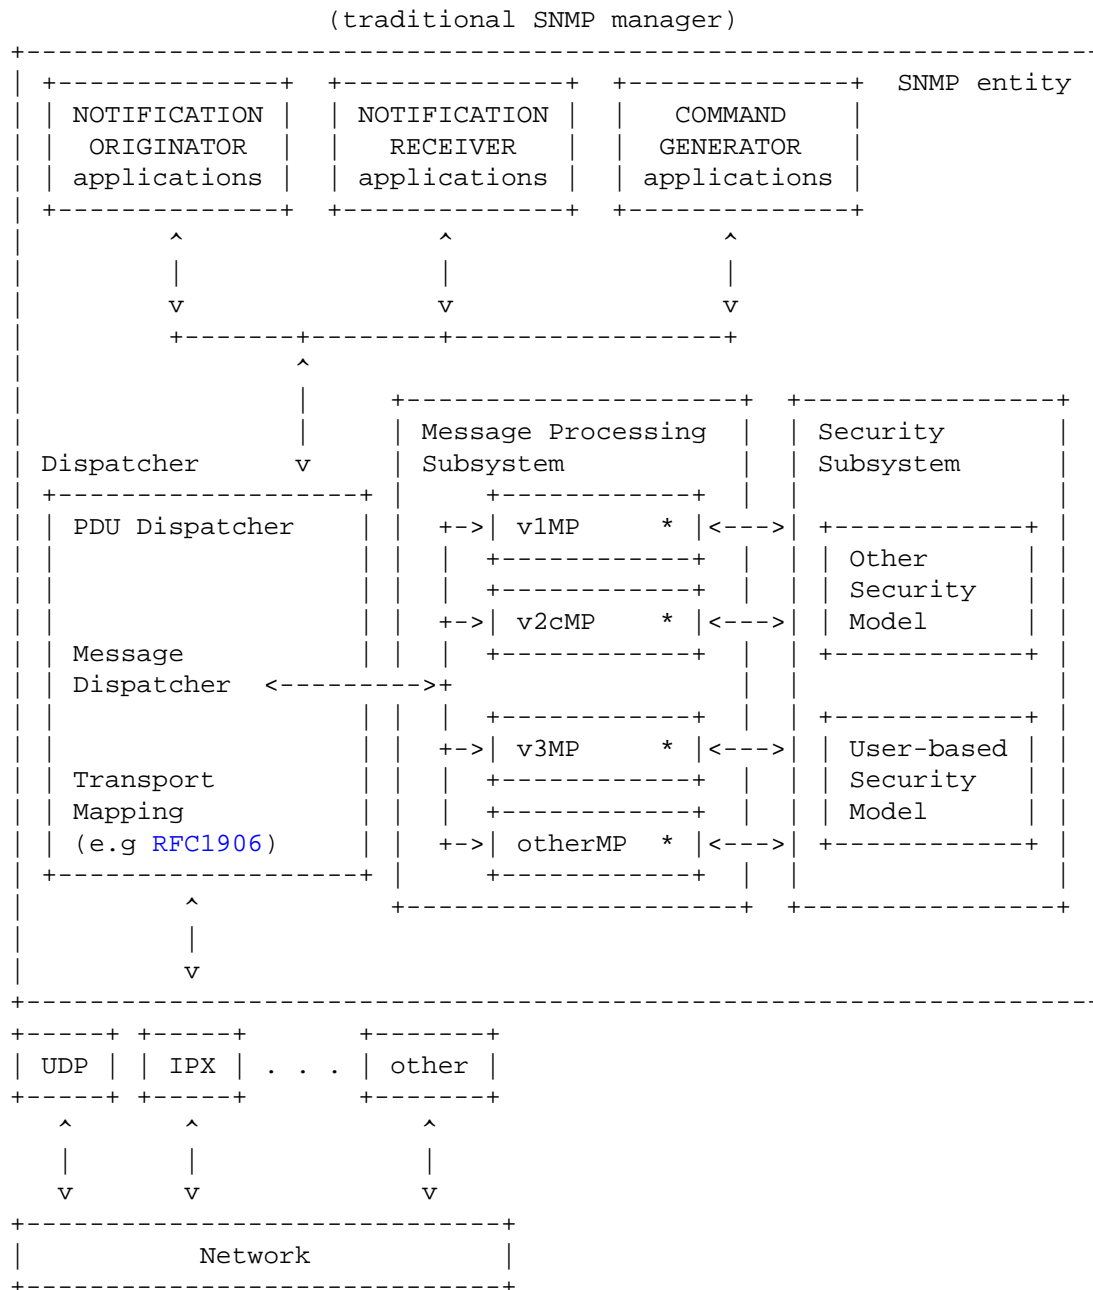 (traditional SNMP manager)
SNMP entity
NOTIFICATION NOTIFICATION COMMAND
ORIGINATOR RECEIVER GENERATOR
applications applications applications
Message Processing Security
Dispatcher Subsystem Subsystem
PDU Dispatcher v1MP *
Other
Security
v2cMP * Model
Message
Dispatcher
v3MP * User-based
Transport Security
Mapping Model
(e.g RFC1906) otherMP *
UDP IPX . . . other
Network